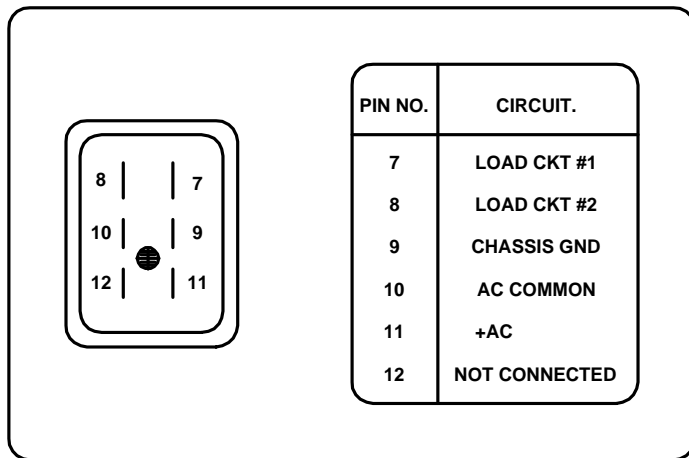 8 7
10 9
12 11
PIN NO. CIRCUIT.
7 LOAD CKT #1
8 LOAD CKT #2
9 CHASSIS GND
10 AC COMMON
11 +AC
12 NOT CONNECTED